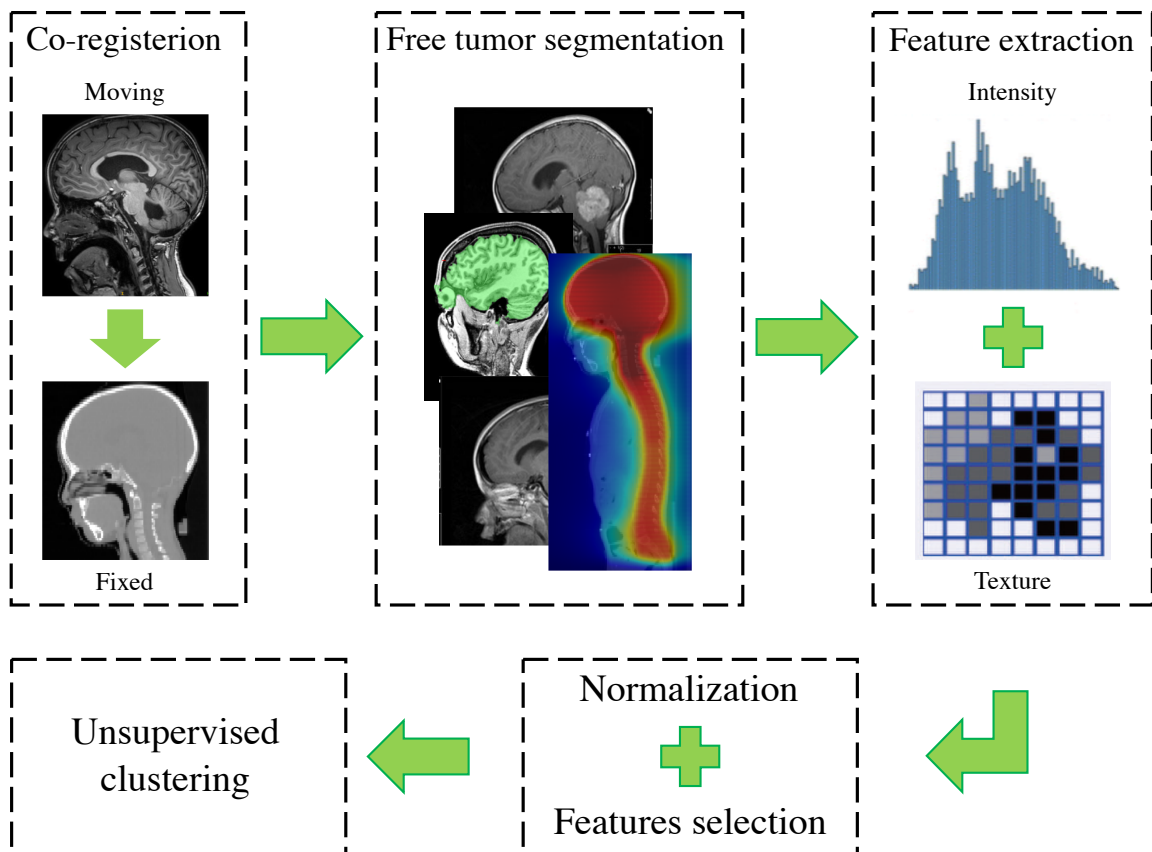 Co-registerion
Moving
Fixed
Free tumor segmentation
Feature extraction
Intensity
Texture
Normalization
Features selection
Unsupervised
clustering